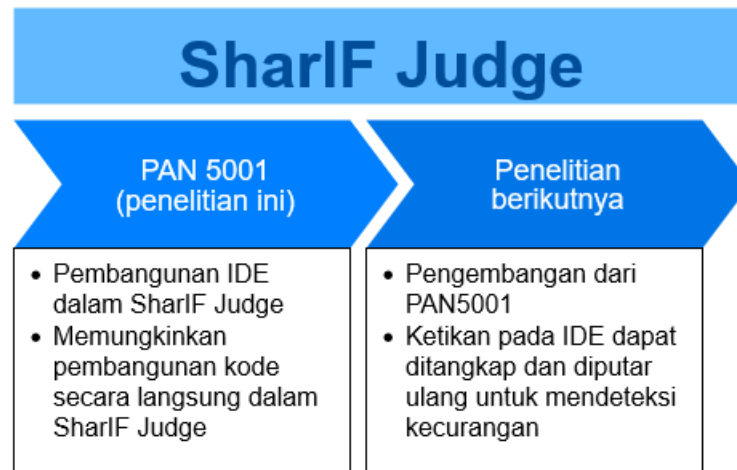 SharIF Judge
PAN 5001
(penelitian ini)
Penelitian
berikutnya
• Pembangunan IDE
dalam SharIF Judge
• Memungkinkan
pembangunan kode
secara langsung dalam
SharIF Judge
• Pengembangan dari
PAN5001
• Ketikan pada IDE dapat
ditangkap dan diputar
ulang untuk mendeteksi
kecurangan